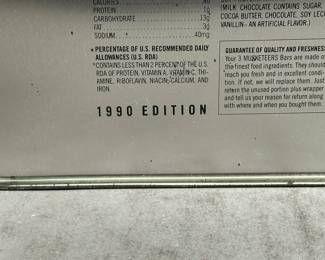 CALORIES 80
PROTEIN 1g
CARBOHYDRATE 13g
FAT 3g
SODIUM 40mg
• PERCENTAGE OF U.S. RECOMMENDED DAILY
ALLOWANCES (U.S. RDA)
*CONTAINS LESS THAN 2 PERCENT OF THE U.S.
RDA OF PROTEIN, VITAMIN A, VITAMIN C, THI-
AMINE, RIBOFLAVIN, NIACIN, CALCIUM, AND
IRON.
1990 EDITION
(MILK CHOCOLATE CONTAINS SUGAR,
COCOA BUTTER, CHOCOLATE, SOY LECI
VANILLIN- AN ARTIFICIAL FLAVOR.)
GUARANTEE OF QUALITY AND FRESHNESS:
Your 3 MUSKETEERS Bars are made of
the finest food ingredients. They should
reach you fresh and in excellent condi-
tion. If not, we will replace them. Just
return the unused portion plus wrapper
and tell us your reason for return along
with where and when you bought them.